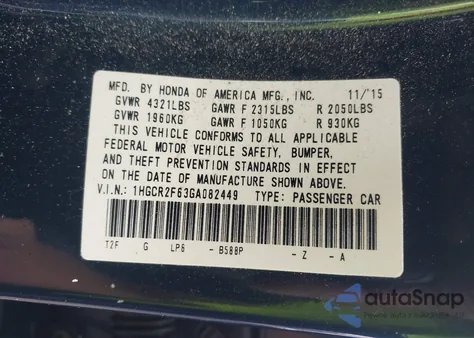 MFD. BY HONDA OF AMERICA MFG., INC. 11/15
GVWR 4321LBS GAWR F 2315LBS R 2050LBS
GVWR 1960KG GAWR F 1050KG R 930KG
THIS VEHICLE CONFORMS TO ALL APPLICABLE
FEDERAL MOTOR VEHICLE SAFETY, BUMPER,
AND THEFT PREVENTION STANDARDS IN EFFECT
ON THE DATE OF MANUFACTURE SHOWN ABOVE.
V.I.N: 1HGCR2F63GA082449 TYPE: PASSENGER CAR
T2F G LP6 - B588P - Z - A
autoSnap